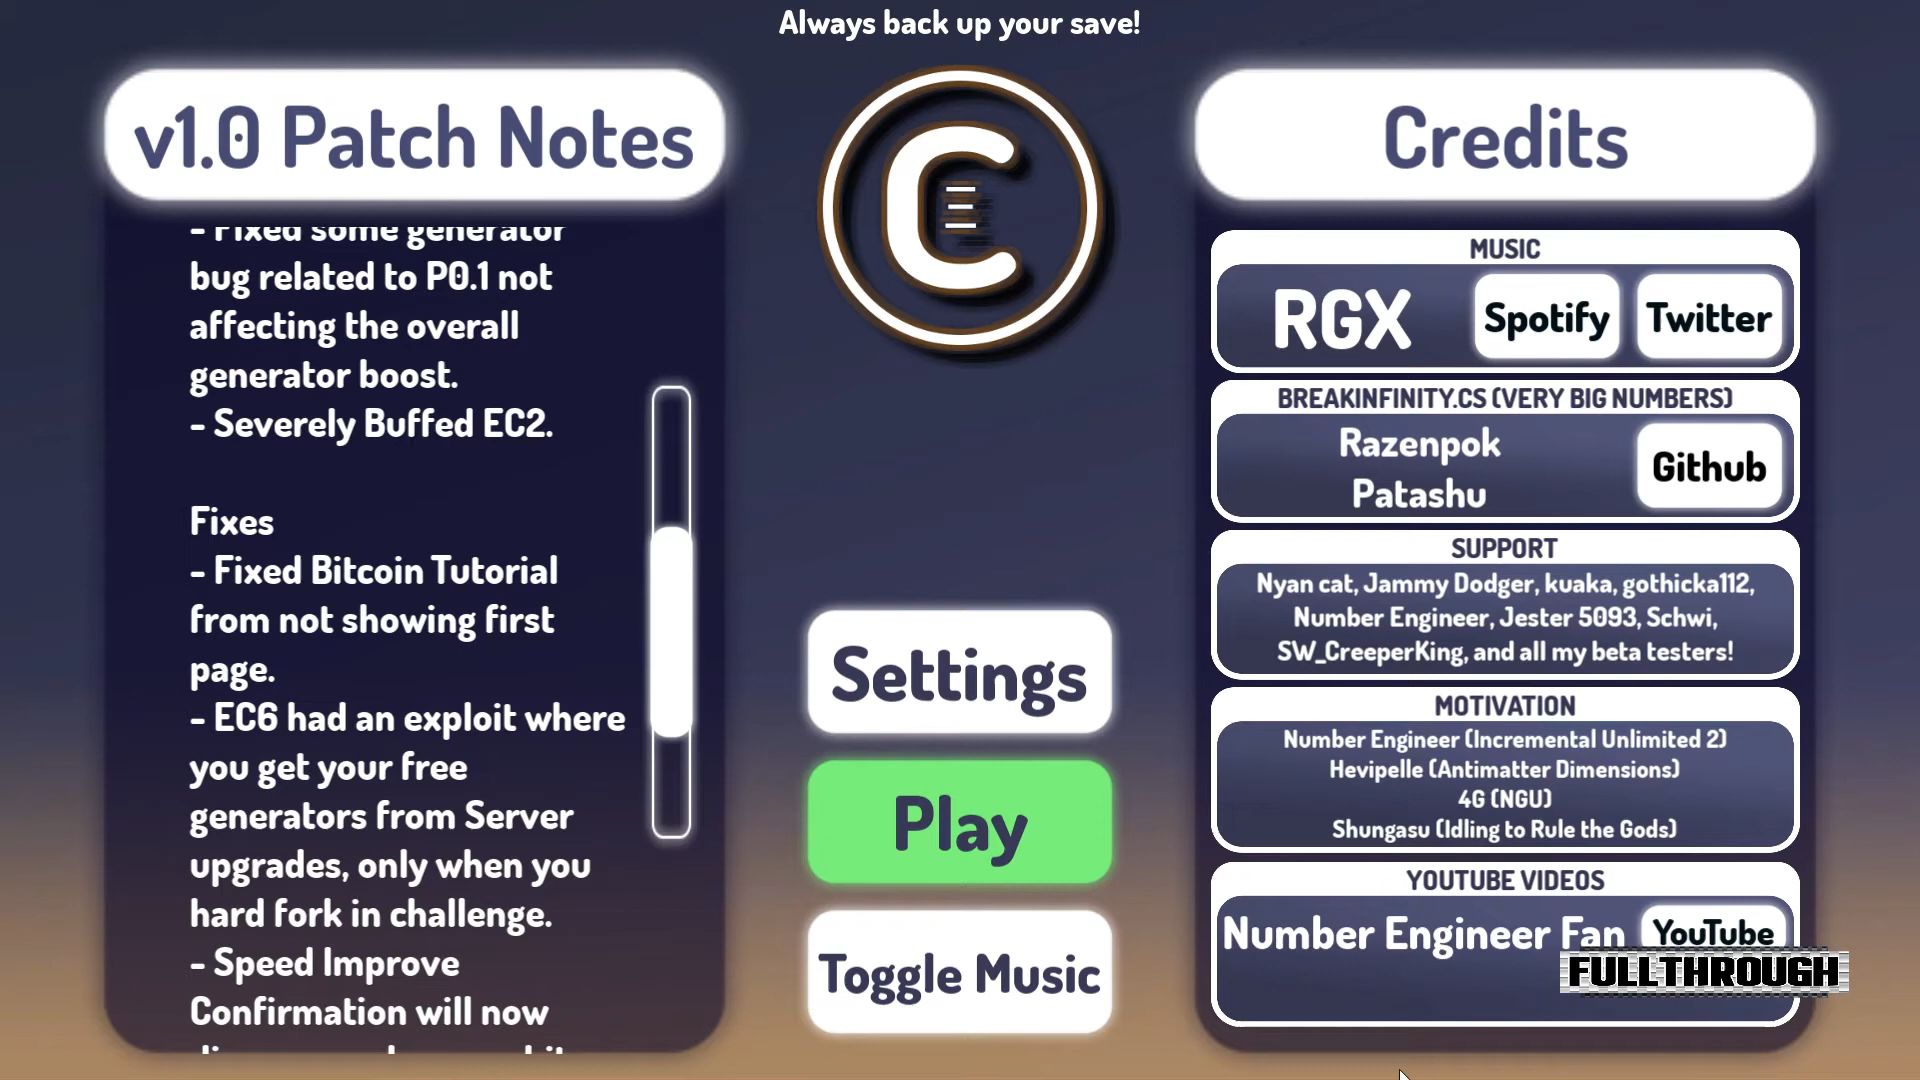 Always back up your save!
v1.0 Patch Notes
- Fixed some generator
bug related to P0.1 not
affecting the overall
generator boost.
- Severely Buffed EC2.
Fixes
- Fixed Bitcoin Tutorial
from not showing first
page.
- EC6 had an exploit where
you get your free
generators from Server
upgrades, only when you
hard fork in challenge.
- Speed Improve
Confirmation will now
C
Settings
Play
Toggle Music
Credits
MUSIC
RGX Spotify Twitter
BREAKINFINITY.CS (VERY BIG NUMBERS)
Razenpok
Patashu
Github
SUPPORT
Nyan cat, Jammy Dodger, kuaka, gothicka112,
Number Engineer, Jester 5093, Schwi,
SW_CreeperKing, and all my beta testers!
MOTIVATION
Number Engineer (Incremental Unlimited 2)
Hevipelle (Antimatter Dimensions)
4G (NGU)
Shungasu (Idling to Rule the Gods)
YOUTUBE VIDEOS
Number Engineer Fan YouTube
FULLTHROUGH